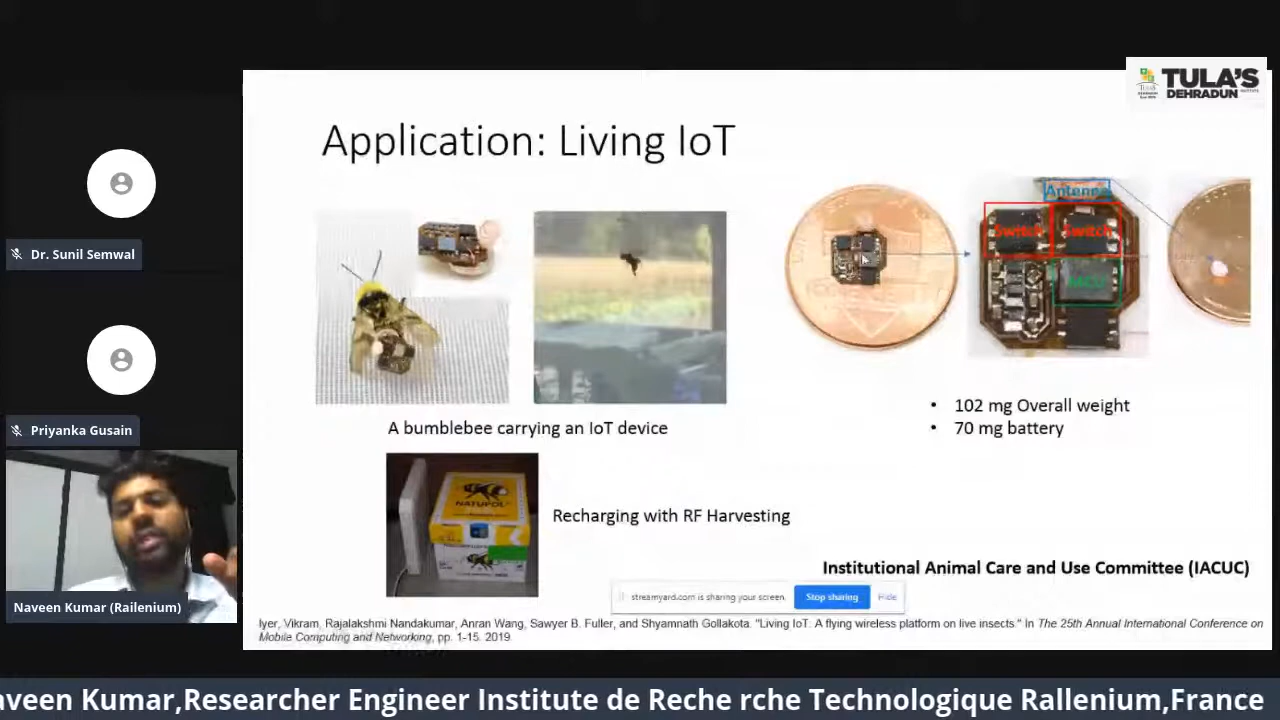 TULA'S
DEHRADUN
INSTITUTE
Application: Living IoT
Antenna
Switch Switch
MCU
A bumblebee carrying an IoT device
• 102 mg Overall weight
• 70 mg battery
NATUPOL
Recharging with RF Harvesting
Institutional Animal Care and Use Committee (IACUC)
streamyard.com is sharing your screen. Stop sharing Hide
Iyer, Vikram, Rajalakshmi Nandakumar, Anran Wang, Sawyer B. Fuller, and Shyamnath Gollakota. "Living IoT: A flying wireless platform on live insects." In The 25th Annual International Conference on
Mobile Computing and Networking, pp. 1-15. 2019
Dr. Sunil Semwal
Priyanka Gusain
Naveen Kumar (Railenium)
aveen Kumar,Researcher Engineer Institute de Reche rche Technologique Rallenium,France